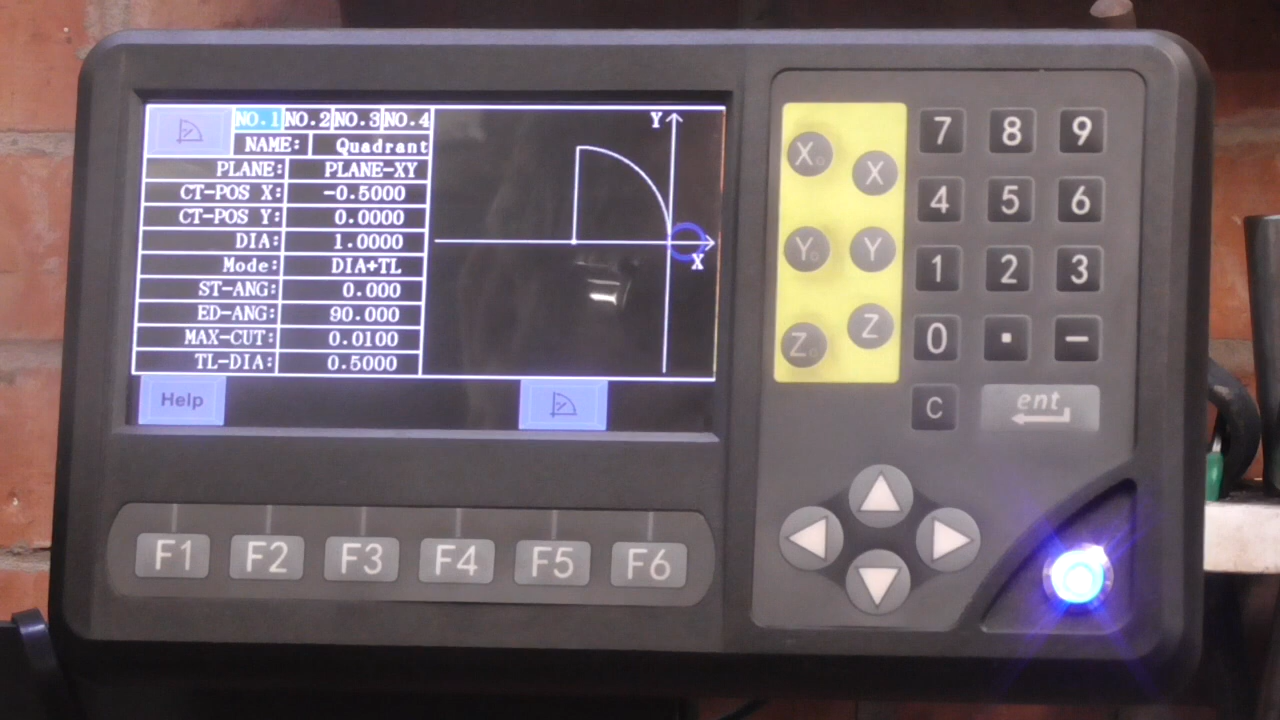 NO.1 NO.2 NO.3 NO.4
NAME: Quadrant
PLANE: PLANE-XY
CT-POS X: -0.5000
CT-POS Y: 0.0000
DIA: 1.0000
Mode: DIA+TL
ST-ANG: 0.000
ED-ANG: 90.000
MAX-CUT: 0.0100
TL-DIA: 0.5000
Y
X
Help
F1 F2 F3 F4 F5 F6
X₀ X
Y₀ Y
Z₀ Z
7 8 9
4 5 6
1 2 3
0 . −
C ent